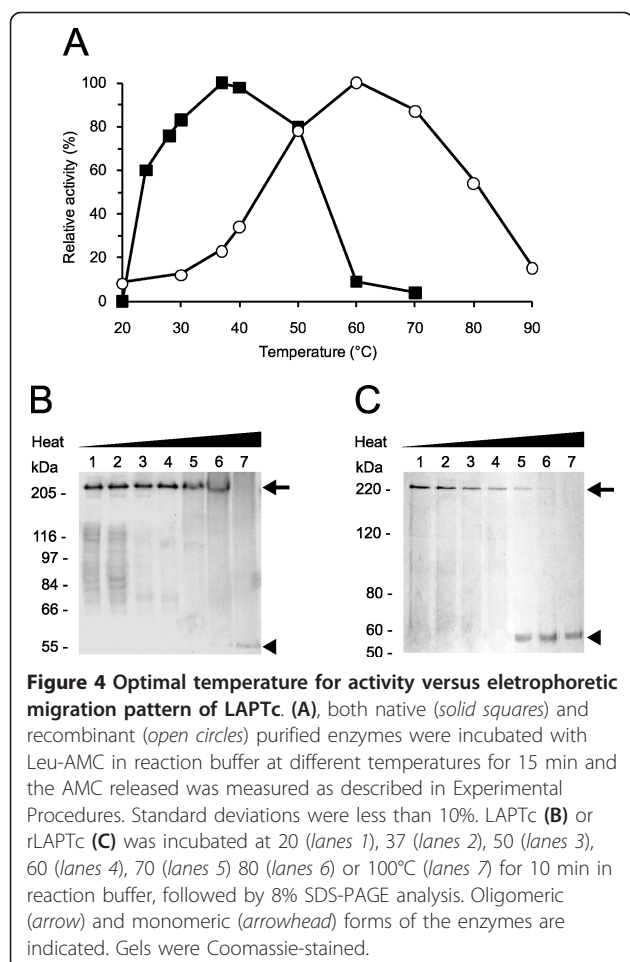 A
100
80
60
40
20
0
Relative activity (%)
20 30 40 50 60 70 80 90
Temperature (°C)
B
Heat
kDa
1 2 3 4 5 6 7
205 -
116 -
97 -
84 -
66 -
55 -
C
Heat
kDa
1 2 3 4 5 6 7
220 -
120 -
80 -
60 -
50 -
Figure 4 Optimal temperature for activity versus eletrophoretic
migration pattern of LAPTc. (A), both native (solid squares) and
recombinant (open circles) purified enzymes were incubated with
Leu-AMC in reaction buffer at different temperatures for 15 min and
the AMC released was measured as described in Experimental
Procedures. Standard deviations were less than 10%. LAPTc (B) or
rLAPTc (C) was incubated at 20 (lanes 1), 37 (lanes 2), 50 (lanes 3),
60 (lanes 4), 70 (lanes 5) 80 (lanes 6) or 100°C (lanes 7) for 10 min in
reaction buffer, followed by 8% SDS-PAGE analysis. Oligomeric
(arrow) and monomeric (arrowhead) forms of the enzymes are
indicated. Gels were Coomassie-stained.